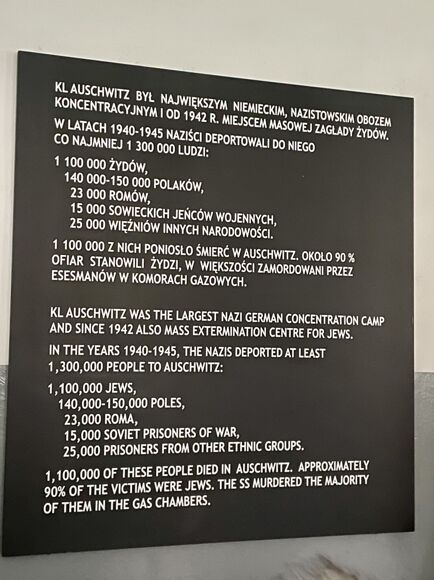 KL AUSCHWITZ BYŁ NAJWIĘKSZYM NIEMIECKIM, NAZISTOWSKIM OBOZEM
KONCENTRACYJNYM I OD 1942 R. MIEJSCEM MASOWEJ ZAGŁADY ŻYDÓW.
W LATACH 1940-1945 NAZIŚCI DEPORTOWALI DO NIEGO
CO NAJMNIEJ 1 300 000 LUDZI:
1 100 000 ŻYDÓW,
140 000-150 000 POLAKÓW,
23 000 ROMÓW,
15 000 SOWIECKICH JEŃCÓW WOJENNYCH,
25 000 WIĘŹNIÓW INNYCH NARODOWOŚCI.
1 100 000 Z NICH PONIOSŁO ŚMIERĆ W AUSCHWITZ. OKOŁO 90 %
OFIAR STANOWILI ŻYDZI, W WIĘKSZOŚCI ZAMORDOWANI PRZEZ
ESESMANÓW W KOMORACH GAZOWYCH.
KL AUSCHWITZ WAS THE LARGEST NAZI GERMAN CONCENTRATION CAMP
AND SINCE 1942 ALSO MASS EXTERMINATION CENTRE FOR JEWS.
IN THE YEARS 1940-1945, THE NAZIS DEPORTED AT LEAST
1,300,000 PEOPLE TO AUSCHWITZ:
1,100,000 JEWS,
140,000-150,000 POLES,
23,000 ROMA,
15,000 SOVIET PRISONERS OF WAR,
25,000 PRISONERS FROM OTHER ETHNIC GROUPS.
1,100,000 OF THESE PEOPLE DIED IN AUSCHWITZ. APPROXIMATELY
90% OF THE VICTIMS WERE JEWS. THE SS MURDERED THE MAJORITY
OF THEM IN THE GAS CHAMBERS.